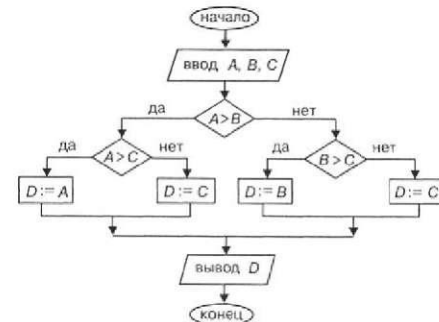 начало
ввод A, B, C
да A>B нет
да A>C нет да B>C нет
D:= A D:= C D:= B D:= C
вывод D
конец